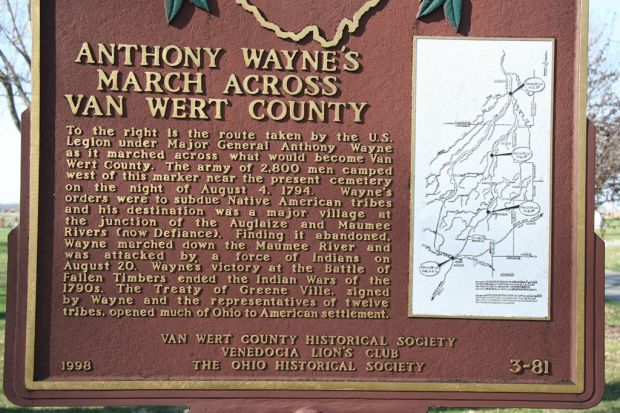 ANTHONY WAYNE'S
MARCH ACROSS
VAN WERT COUNTY
To the right is the route taken by the U.S.
Legion under Major General Anthony Wayne
as it marched across what would become Van
Wert County. The army of 2,800 men camped
west of this marker near the present cemetery
on the night of August 4, 1794. Wayne's
orders were to subdue Native American tribes
and his destination was a major village at
the junction of the Auglaize and Maumee
Rivers (now Defiance). Finding it abandoned,
Wayne marched down the Maumee River and
was attacked by a force of Indians on
August 20. Wayne's victory at the Battle of
Fallen Timbers ended the Indian Wars of the
1790s. The Treaty of Greene Ville, signed
by Wayne and the representatives of twelve
tribes, opened much of Ohio to American settlement.
VAN WERT COUNTY HISTORICAL SOCIETY
VENEDOCIA LION'S CLUB
THE OHIO HISTORICAL SOCIETY
1998
3-81